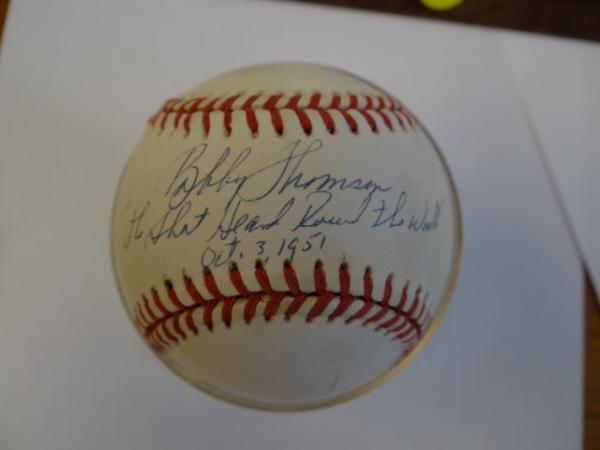 Bobby Thomson
"The Shot Heard Round The World"
Oct. 3, 1951